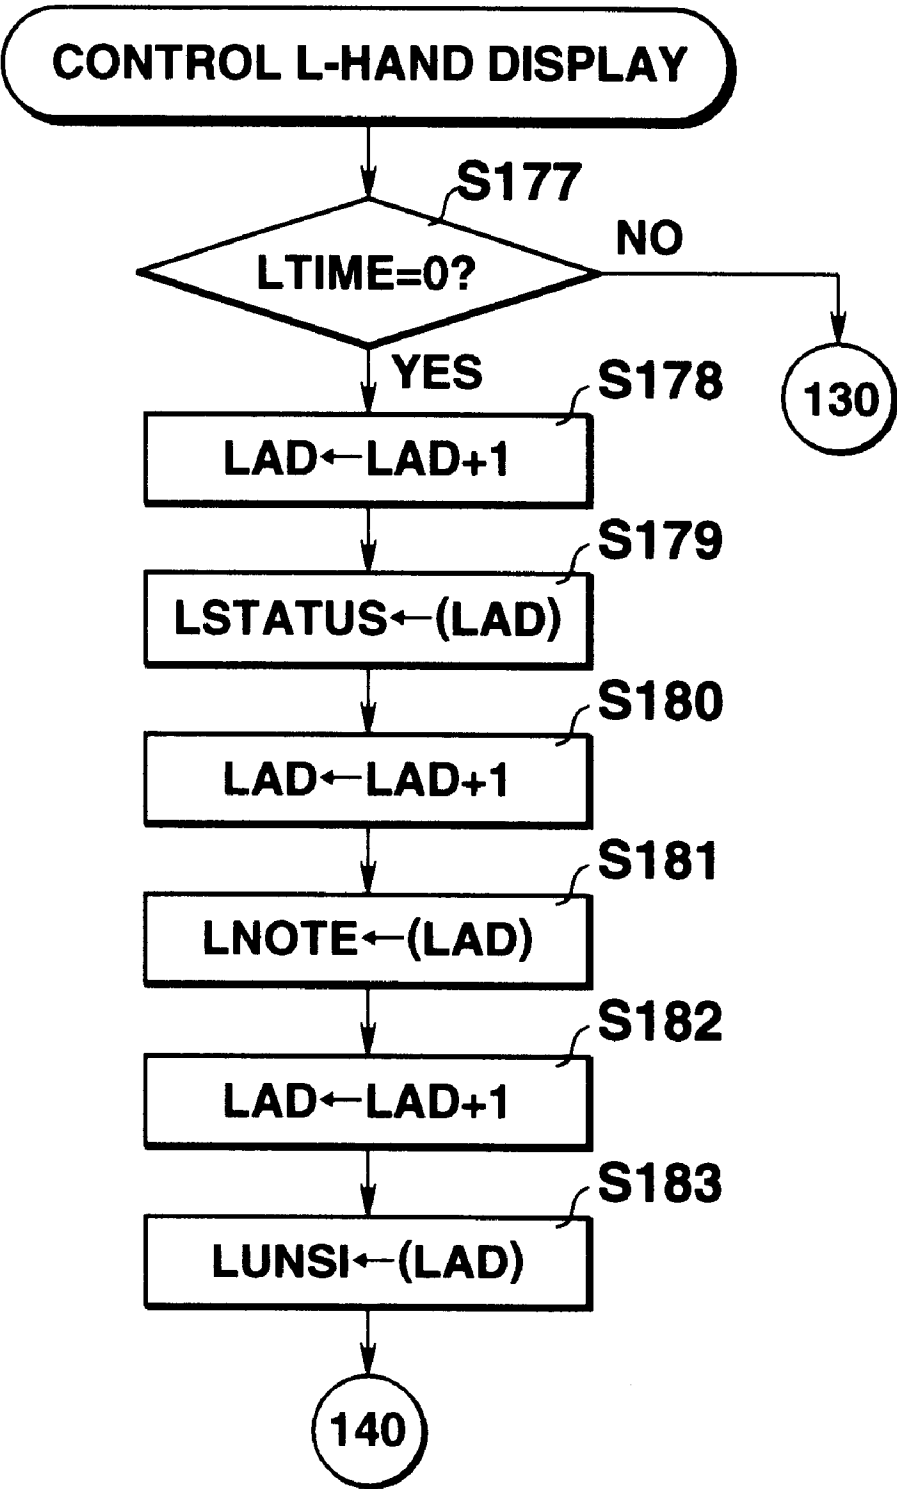 CONTROL L-HAND DISPLAY
S177
LTIME=0?
NO
130
YES
S178
LAD←LAD+1
S179
LSTATUS←(LAD)
S180
LAD←LAD+1
S181
LNOTE←(LAD)
S182
LAD←LAD+1
S183
LUNSI←(LAD)
140